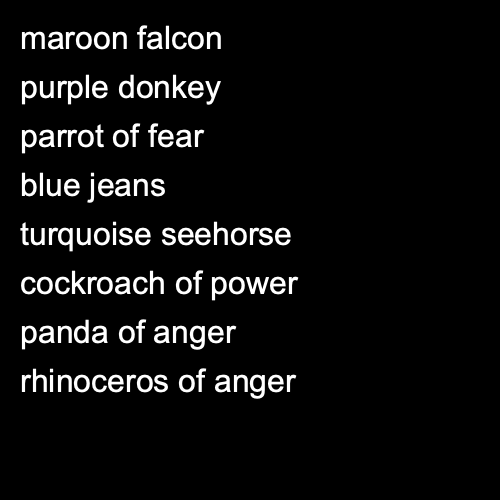 maroon falcon
purple donkey
parrot of fear
blue jeans
turquoise seehorse
cockroach of power
panda of anger
rhinoceros of anger